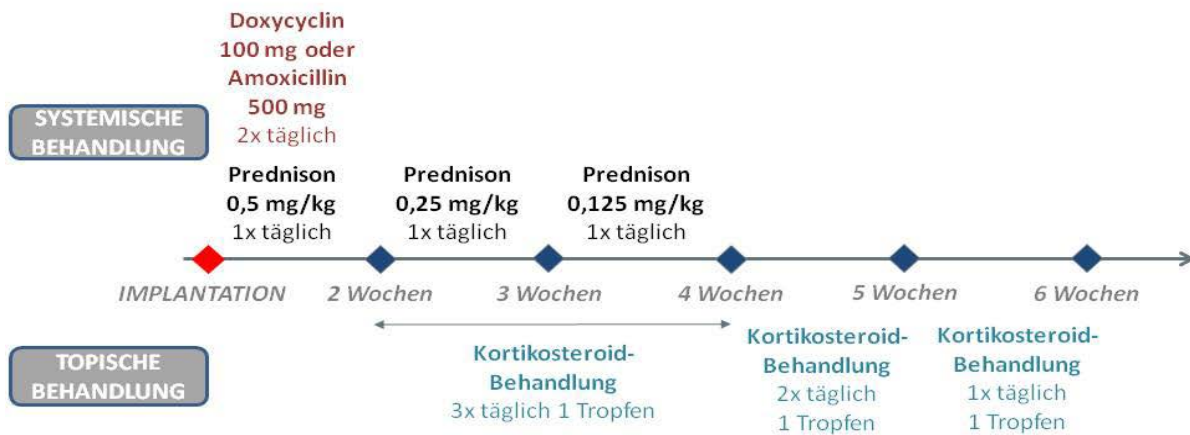 Doxycyclin
100 mg oder
Amoxicillin
500 mg
2x täglich
SYSTEMISCHE
BEHANDLUNG
Prednison
0,5 mg/kg
1x täglich
Prednison
0,25 mg/kg
1x täglich
Prednison
0,125 mg/kg
1x täglich
IMPLANTATION
2 Wochen
3 Wochen
4 Wochen
5 Wochen
6 Wochen
TOPISCHE
BEHANDLUNG
Kortikosteroid-
Behandlung
3x täglich 1 Tropfen
Kortikosteroid-
Behandlung
2x täglich
1 Tropfen
Kortikosteroid-
Behandlung
1x täglich
1 Tropfen